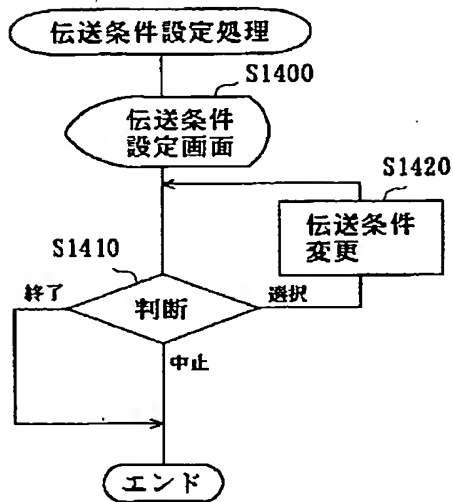 伝送条件設定処理
S1400
伝送条件
設定画面
S1420
伝送条件
変更
S1410
終了
判断
選択
中止
エンド